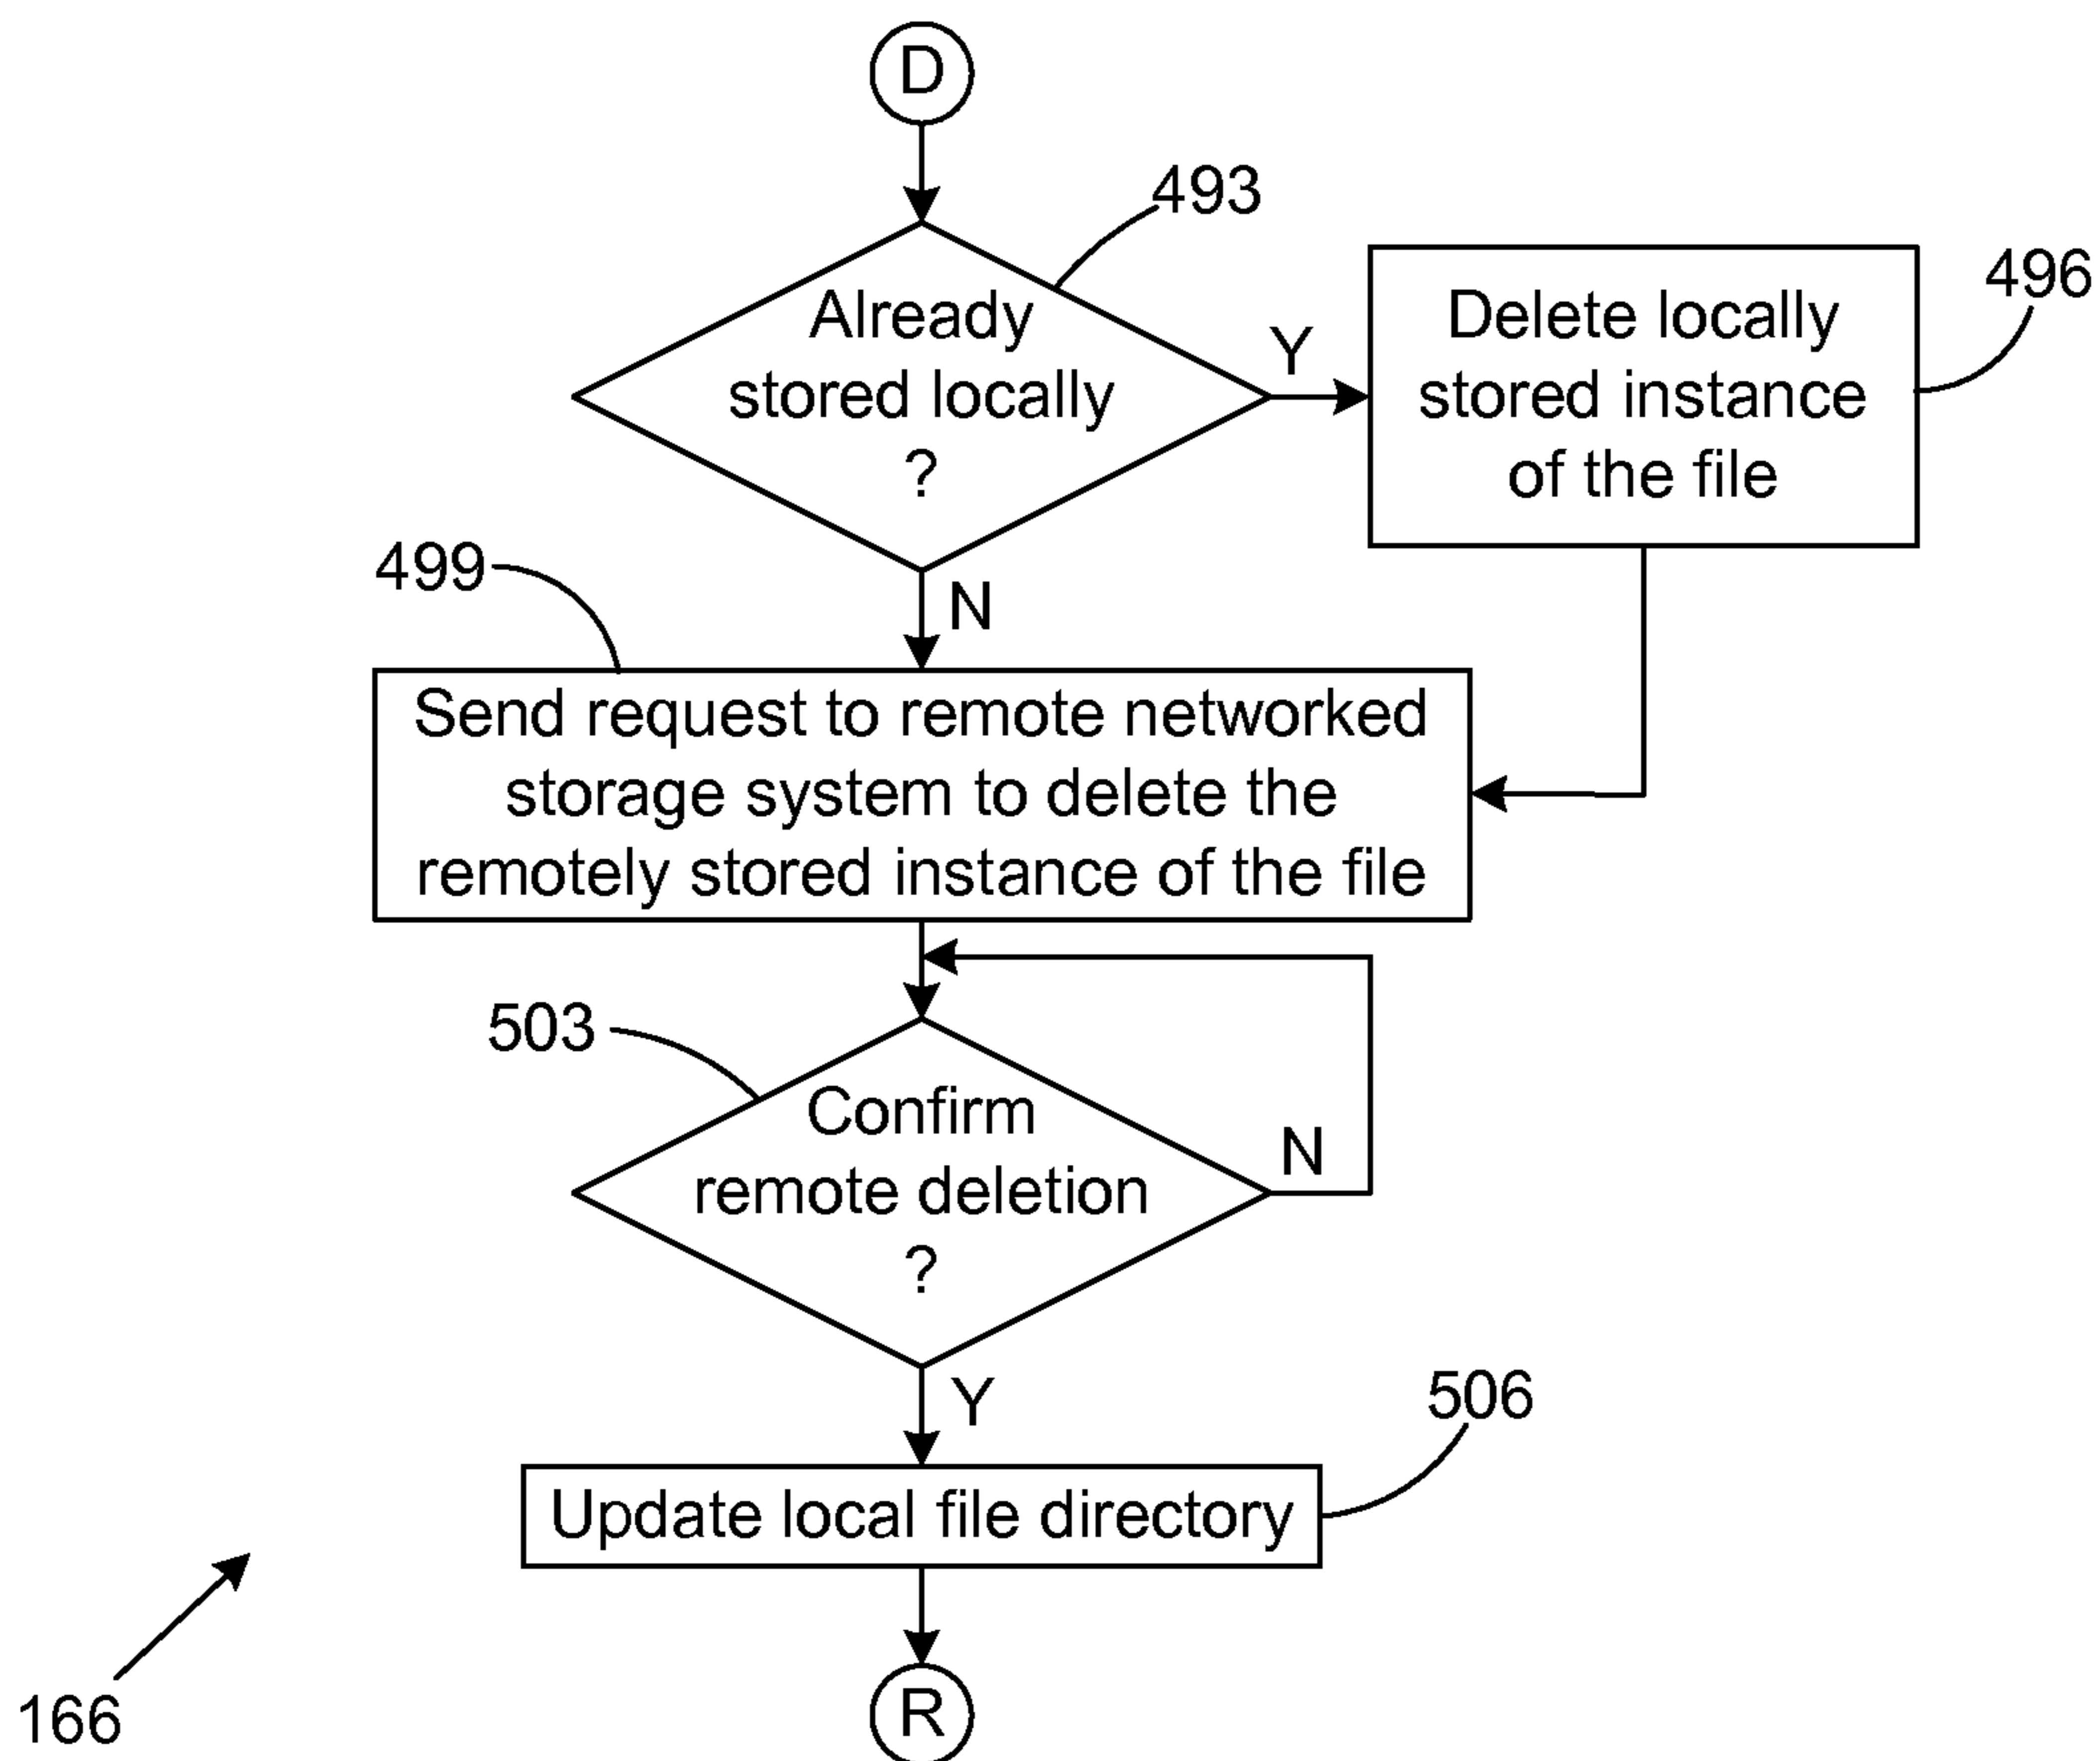 D
493
Already
stored locally
?
Y
Delete locally
stored instance
of the file
496
499
N
Send request to remote networked
storage system to delete the
remotely stored instance of the file
503
Confirm
remote deletion
?
N
Y
506
Update local file directory
R
166